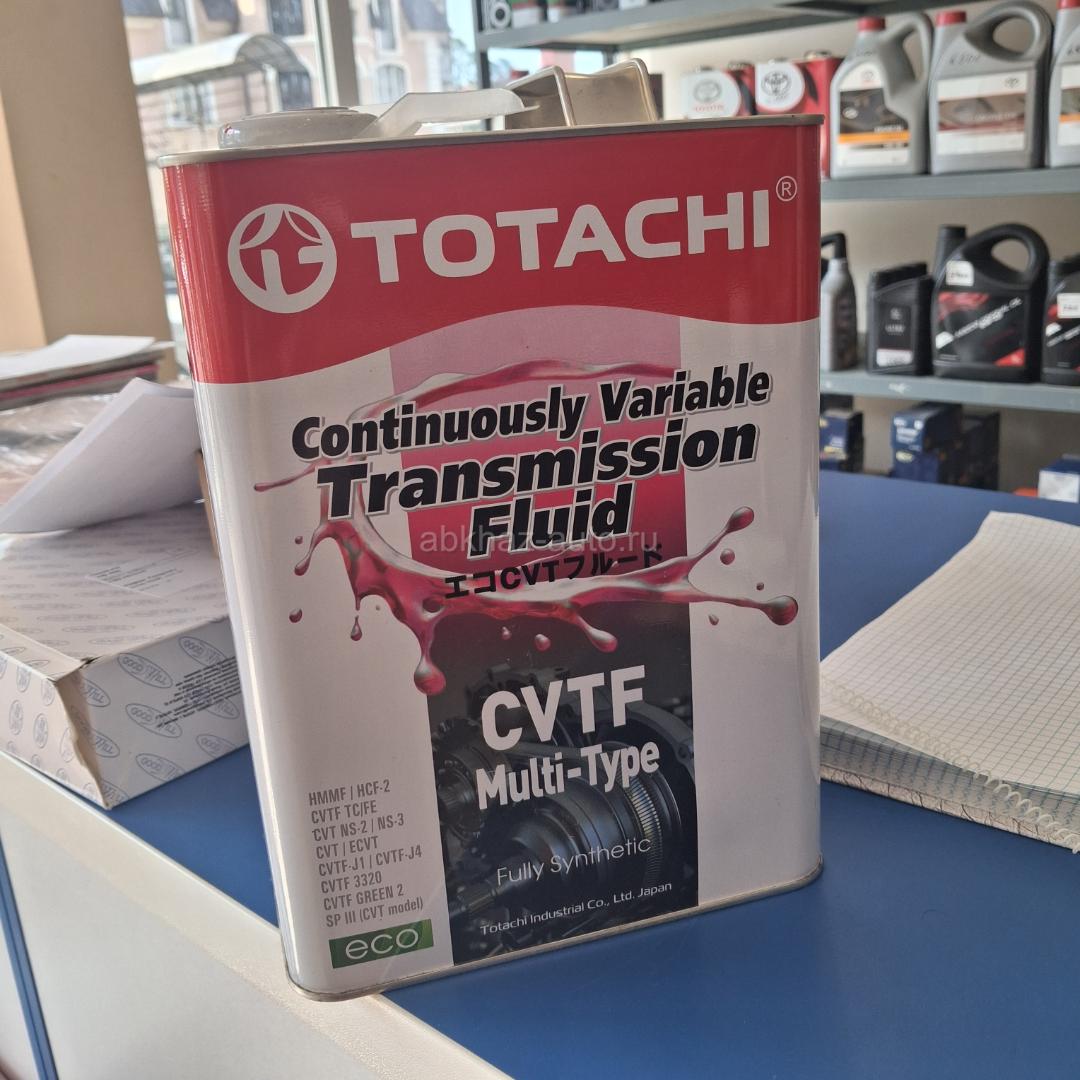 TOTACHI®
Continuously Variable
Transmission
Fluid
abkhaz-auto.ru
エコCVTフルード
CVTF
Multi-Type
HMMF / HCF-2
CVTF TC/FE
CVT NS-2 / NS-3
CVT / ECVT
CVTF-J1 / CVTF-J4
CVTF 3320
CVTF GREEN 2
SP III (CVT model)
eco
Fully Synthetic
Totachi Industrial Co., Ltd. Japan
TOYOTA